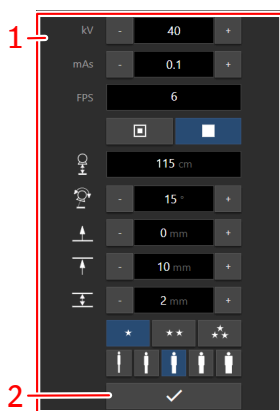 1
kV - 40 +
mAs - 0.1 +
FPS 6
115 cm
- 15 ° +
- 0 mm +
- 10 mm +
- 2 mm +
2